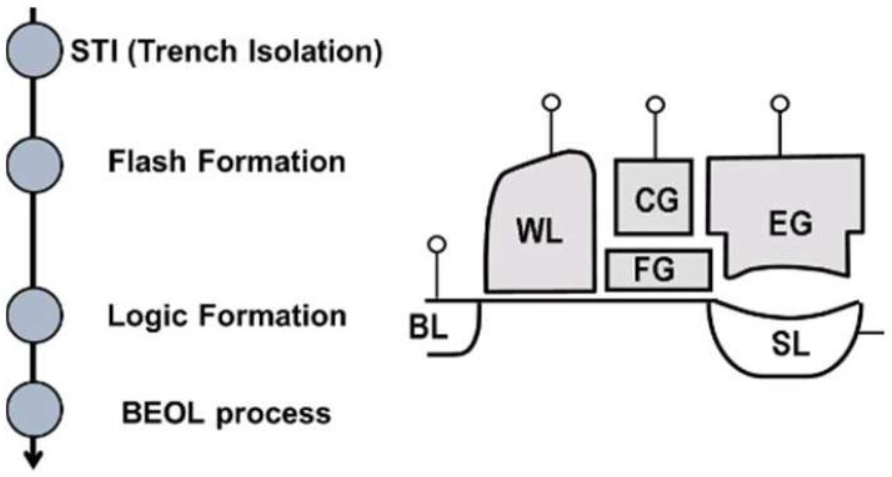 STI (Trench Isolation)
Flash Formation
Logic Formation
BEOL process
WL
CG
EG
FG
BL
SL